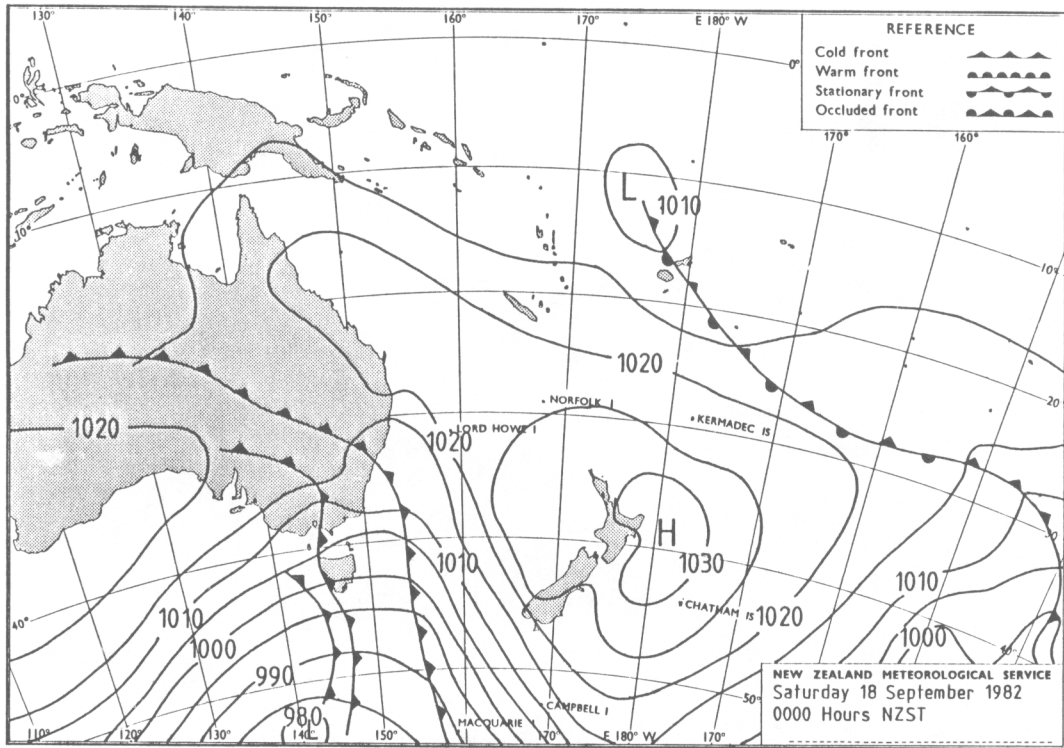 130° 140° 150° 160° 170° E 180° W
REFERENCE
Cold front
Warm front
Stationary front
Occluded front
0° 0°
170° 160°
L 1010
10° 10°
1020
20
NORFOLK I
KERMADEC IS
1020 LORD HOWE I 1020
H
1030
1010 1010
CHATHAM IS
40° 1010 1020 1000
1000
990
NEW ZEALAND METEOROLOGICAL SERVICE
Saturday 18 September 1982
0000 Hours NZST
50°
CAMPBELL I
980 MACQUARIE I
110° 120° 130° 140° 150° 160° 170° E 180° W 170°